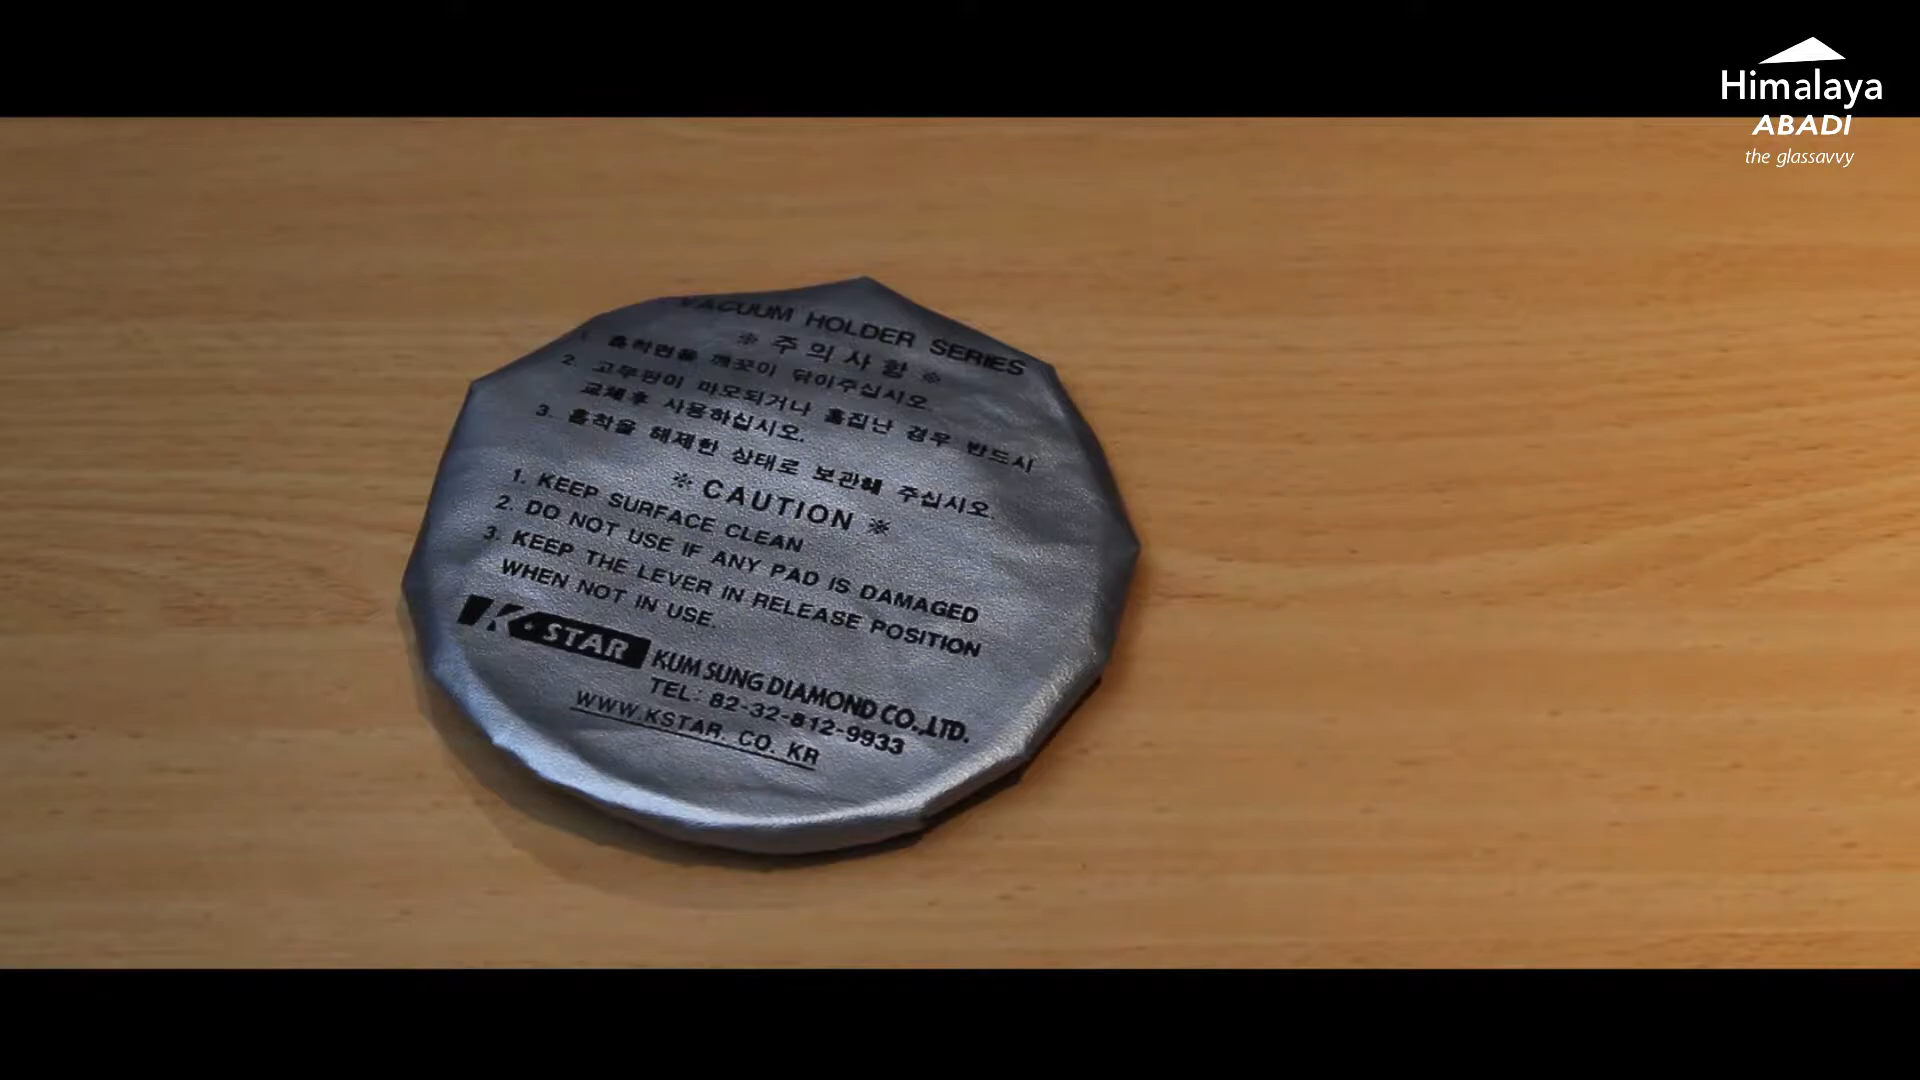 Himalaya
ABADI
the glassavvy
VACUUM HOLDER SERIES
※ 주의사항 ※
1. 흡착면을 깨끗이 닦아주십시오.
2. 고무판이 마모되거나 흠집난 경우 반드시
교체후 사용하십시오.
3. 흡착을 해제한 상태로 보관해 주십시오.
※ CAUTION ※
1. KEEP SURFACE CLEAN
2. DO NOT USE IF ANY PAD IS DAMAGED
3. KEEP THE LEVER IN RELEASE POSITION
WHEN NOT IN USE.
K·STAR KUM SUNG DIAMOND CO.,LTD.
TEL: 82-32-812-9933
WWW.KSTAR. CO. KR